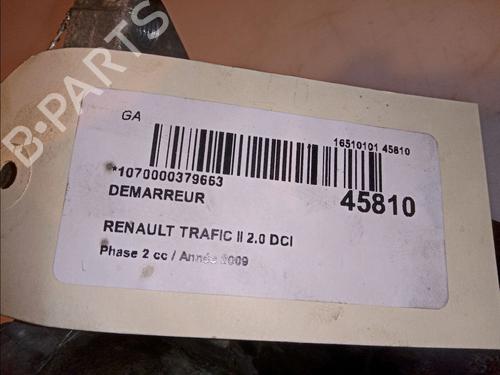 B-PARTS
GA
16510101 45810
*1070000379663
DEMARREUR
45810
RENAULT TRAFIC II 2.0 DCI
Phase 2 cc / Année 2009